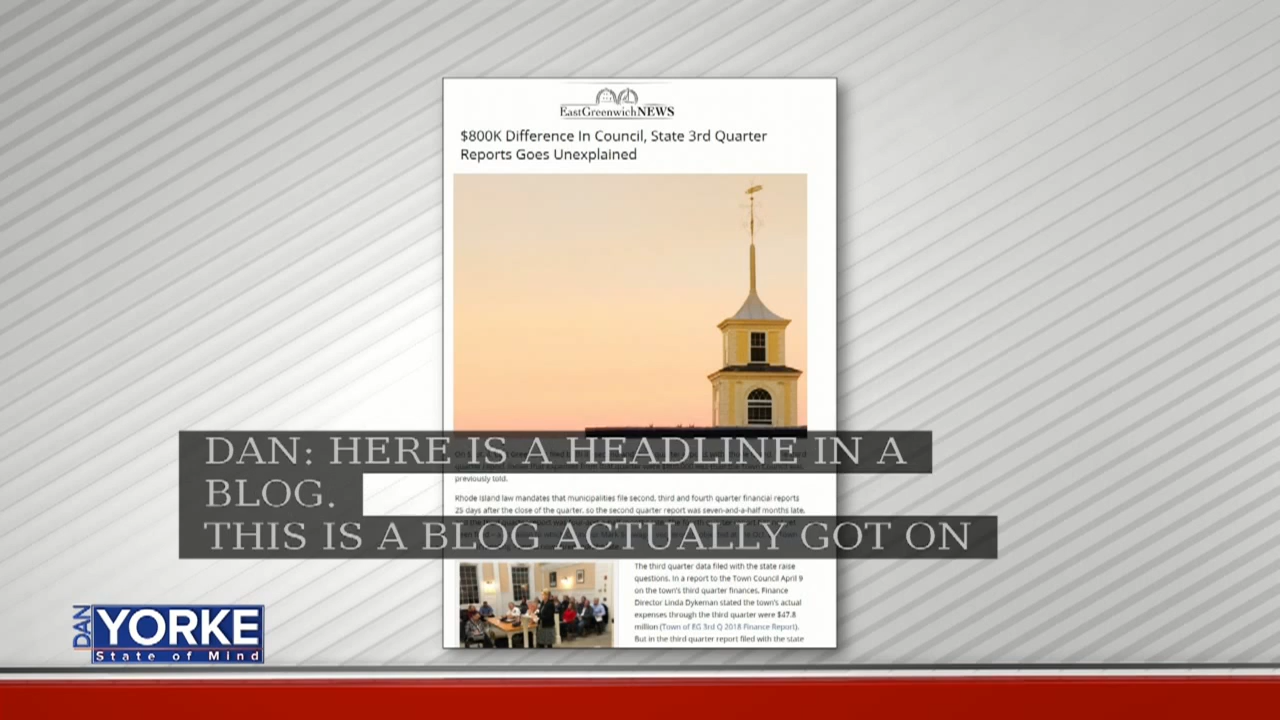 EastGreenwichNEWS
$800K Difference In Council, State 3rd Quarter
Reports Goes Unexplained
DAN: HERE IS A HEADLINE IN A
BLOG.
THIS IS A BLOG ACTUALLY GOT ON
previously told.
Rhode Island law mandates that municipalities file second, third and fourth quarter financial reports
25 days after the close of the quarter, so the second quarter report was seven-and-a-half months late,
The third quarter data filed with the state raise
questions. In a report to the Town Council April 9
on the town's third quarter finances, Finance
Director Linda Dykeman stated the town's actual
expenses through the third quarter were $47.8
million (Town of EG 3rd Q 2018 Finance Report).
But in the third quarter report filed with the state
DAN
YORKE
State of Mind